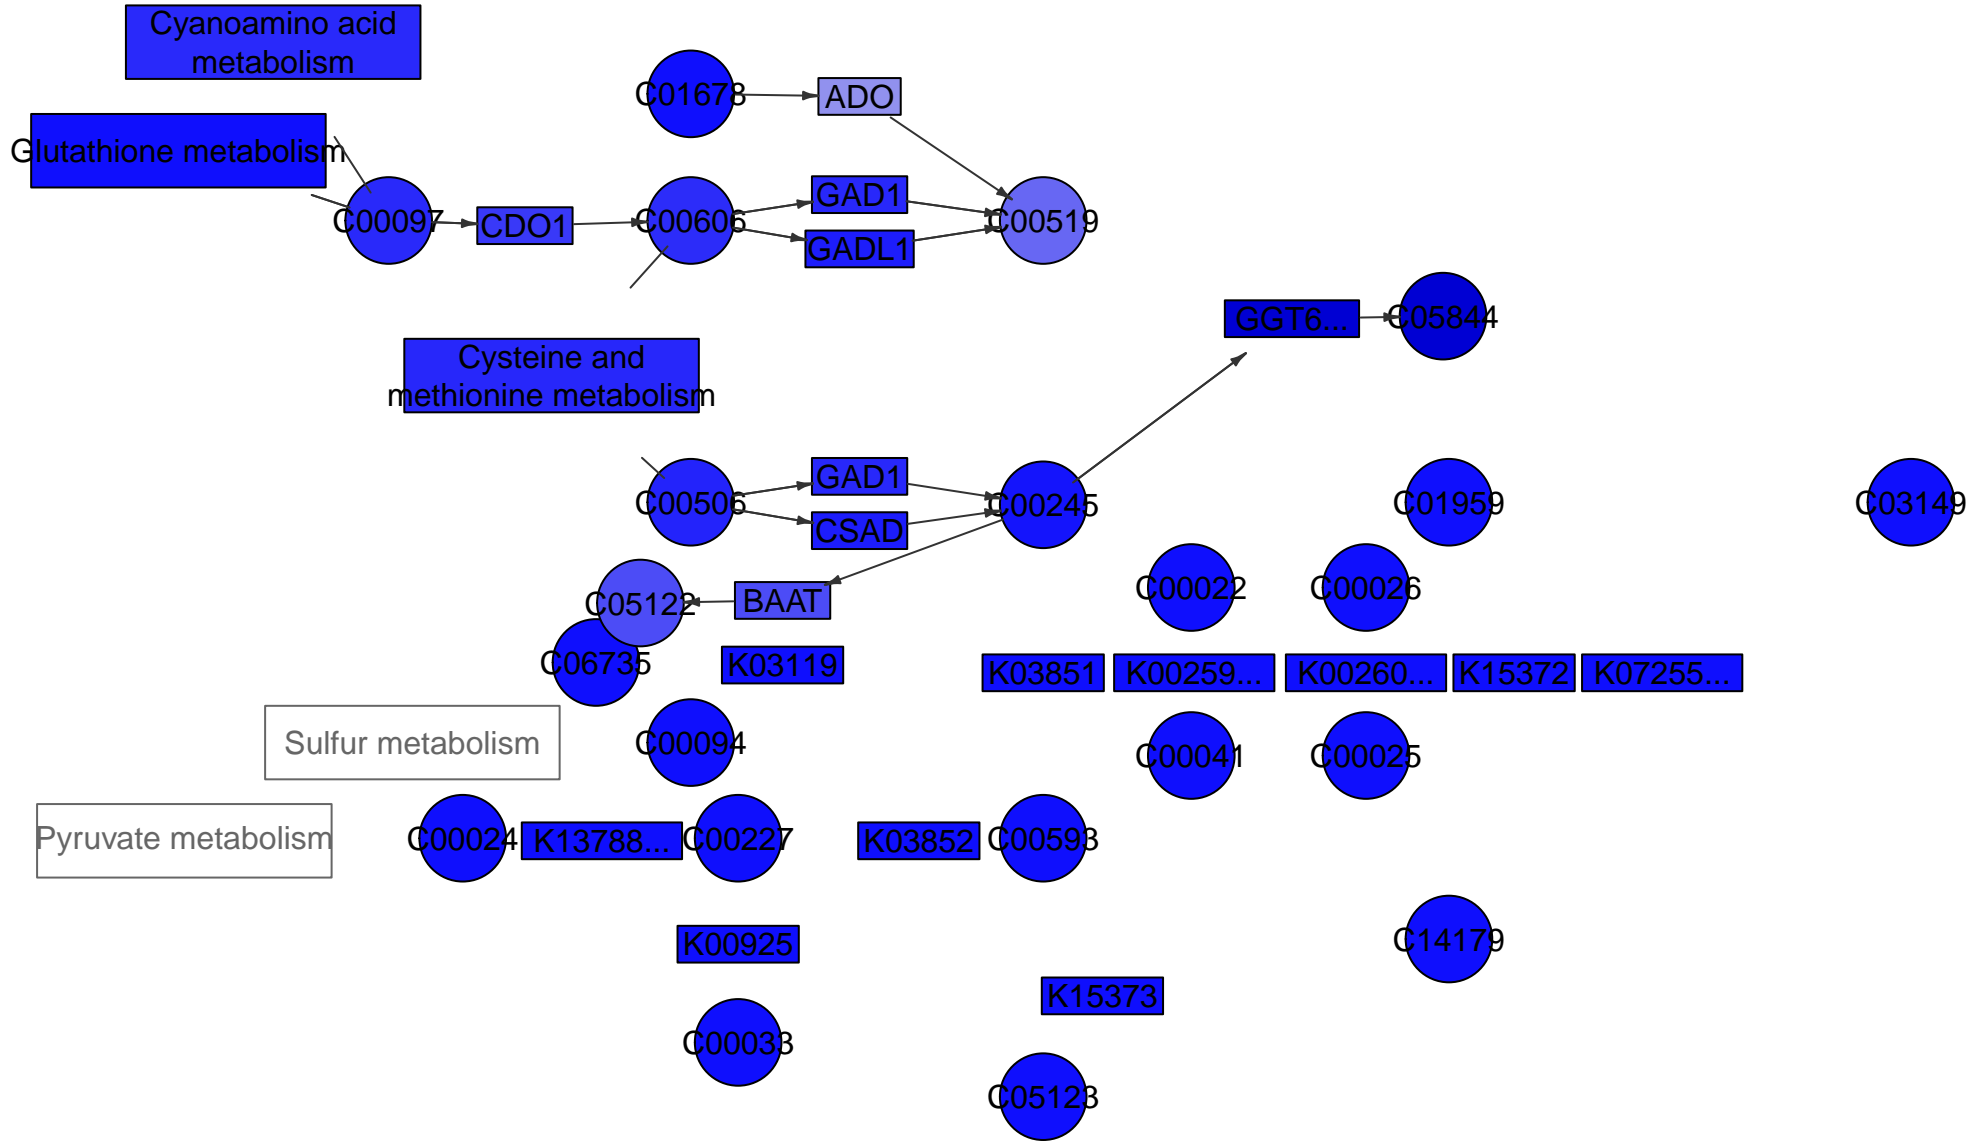 Cyanoamino acid
metabolism
C01678
ADO
Glutathione metabolism
C00097
CDO1
C00606
GAD1
GADL1
C00519
GGT6...
C05844
Cysteine and
methionine metabolism
C00506
GAD1
CSAD
C00245
C01959
C03149
C05122
BAAT
C00022
C00026
C06735
K03119
K03851
K00259...
K00260...
K15372
K07255...
Sulfur metabolism
C00094
C00041
C00025
Pyruvate metabolism
C00024
K13788...
C00227
K03852
C00593
K00925
C14179
K15373
C00033
C05123